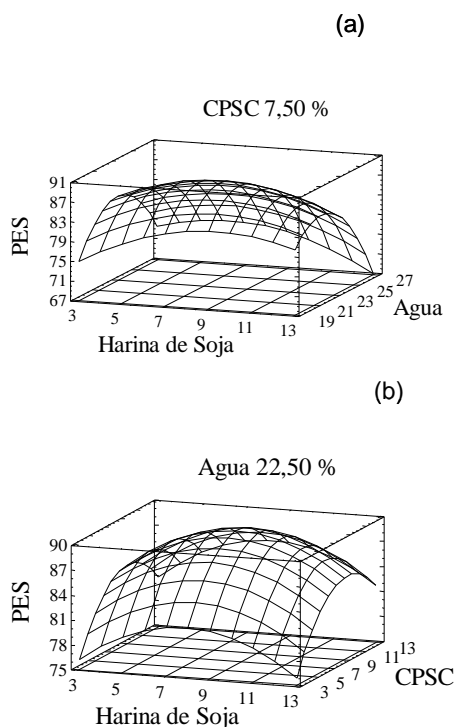 (a)
CPSC 7,50 %
91
87
83
79
75
71
67
PES
3 5 7 9 11 13
Harina de Soja
19 21 23 25 27
Agua
(b)
Agua 22,50 %
90
87
84
81
78
75
PES
3 5 7 9 11 13
Harina de Soja
3 5 7 9 11 13
CPSC